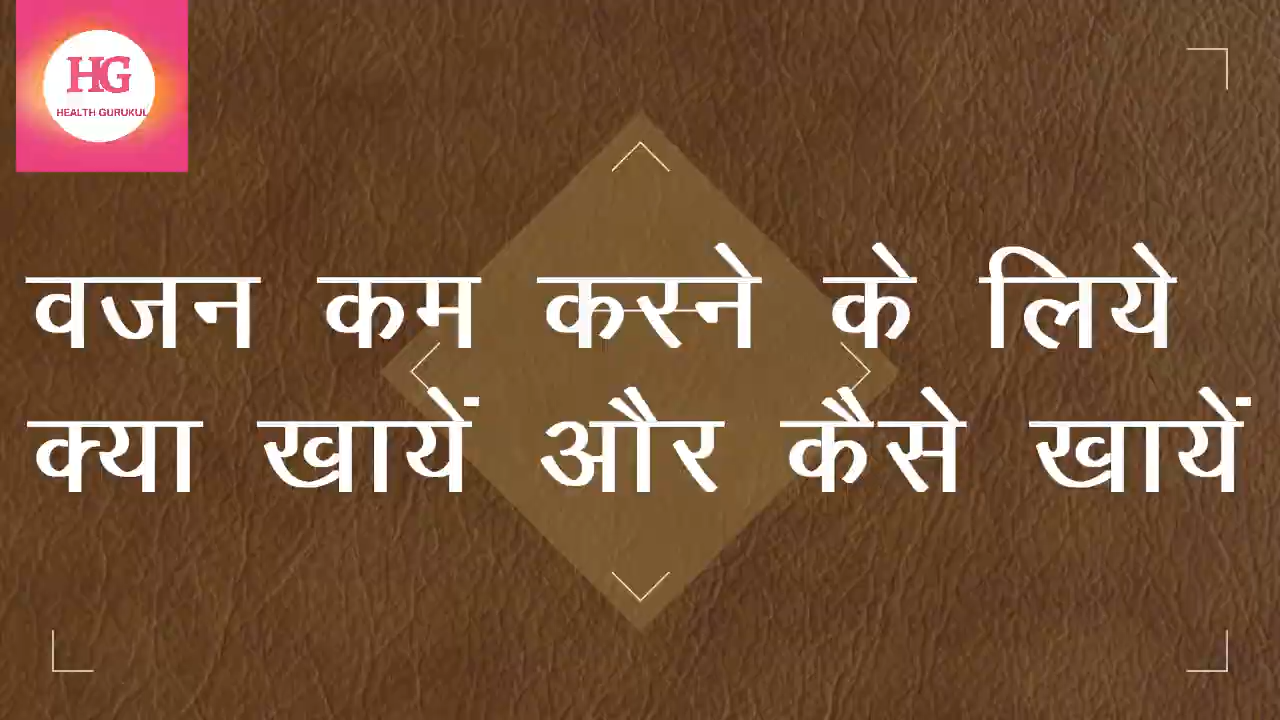 HG
HEALTH GURUKUL
वजन कम करने के लिये
क्या खायें और कैसे खायें